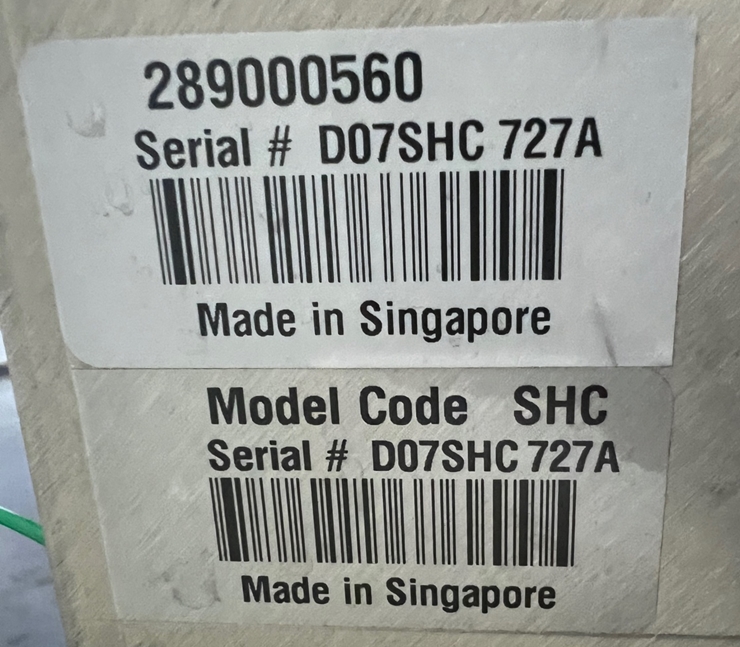 289000560
Serial # D07SHC 727A
Made in Singapore
Model Code SHC
Serial # D07SHC 727A
Made in Singapore